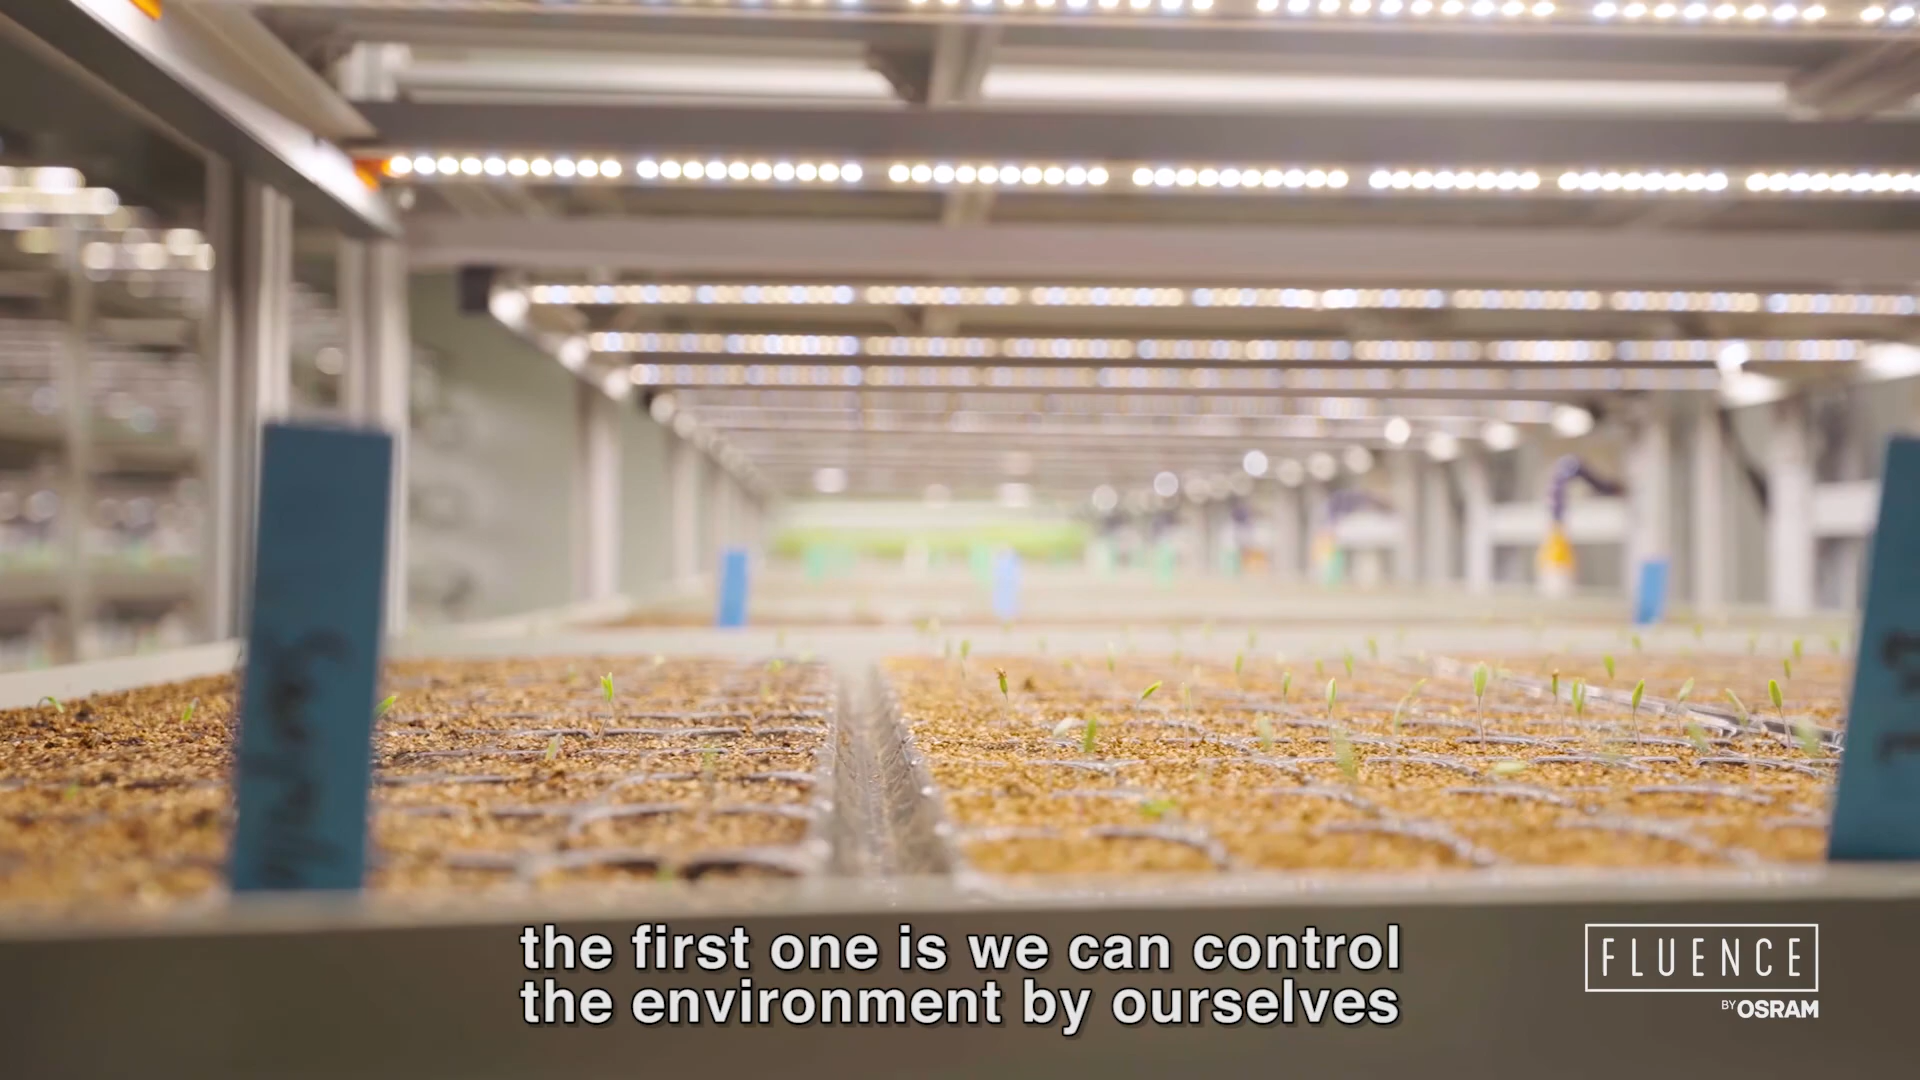 the first one is we can control
the environment by ourselves
FLUENCE
BY OSRAM